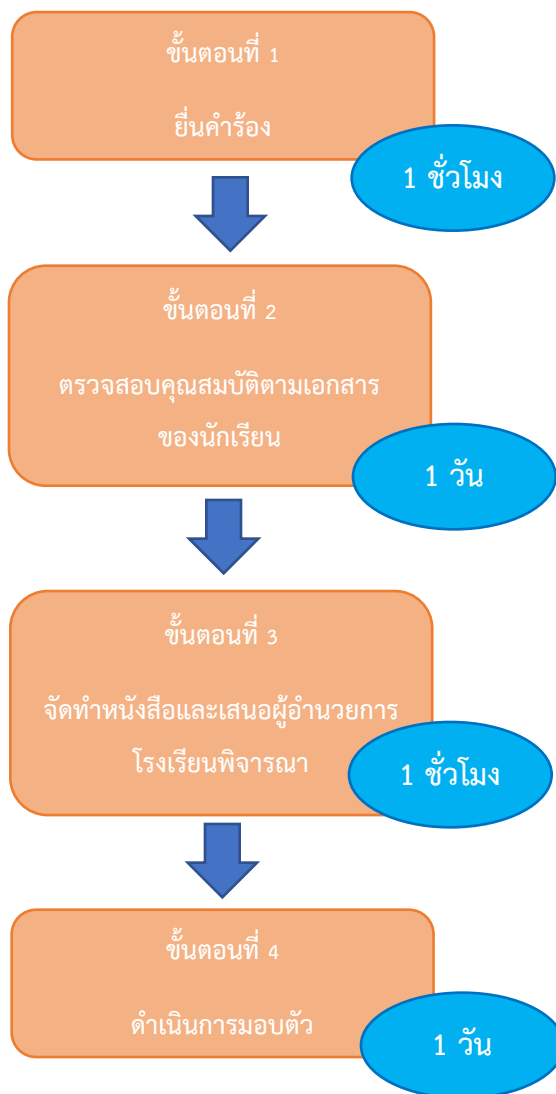 ขั้นตอนที่ 1
ยื่นคำร้อง
1 ชั่วโมง
ขั้นตอนที่ 2
ตรวจสอบคุณสมบัติตามเอกสาร
ของนักเรียน
1 วัน
ขั้นตอนที่ 3
จัดทำหนังสือและเสนอผู้อำนวยการ
โรงเรียนพิจารณา
1 ชั่วโมง
ขั้นตอนที่ 4
ดำเนินการมอบตัว
1 วัน